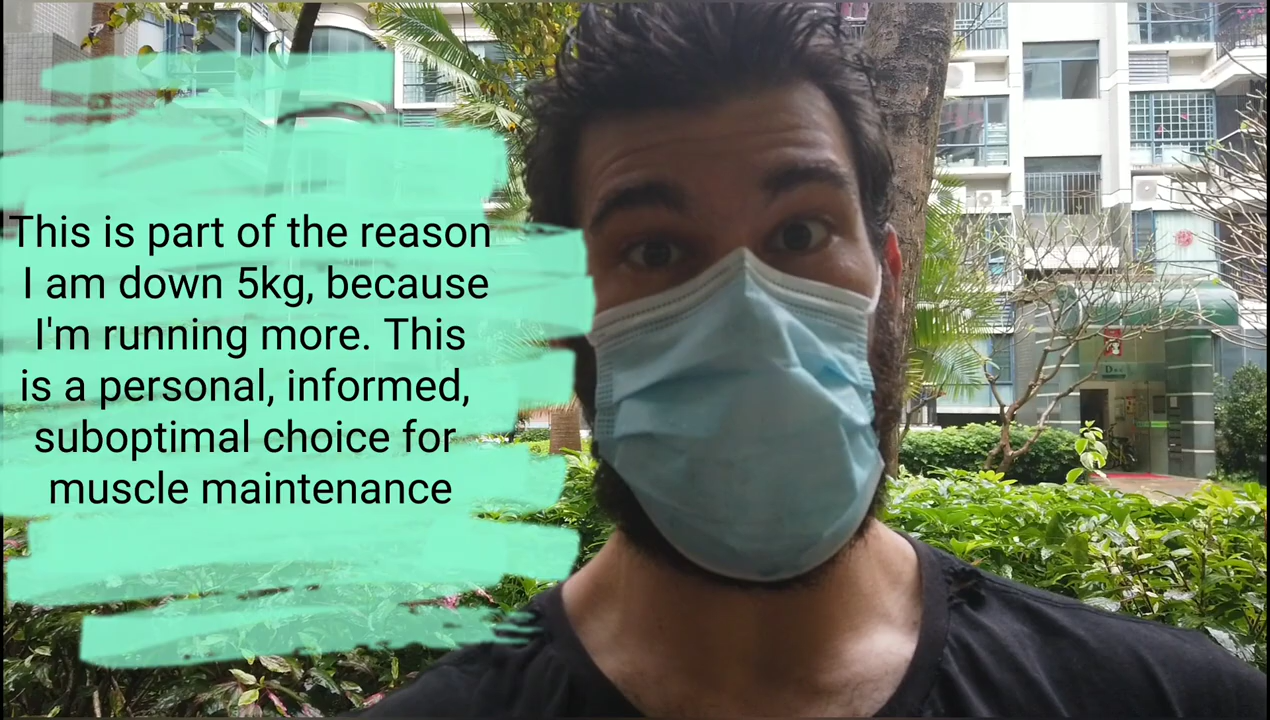 This is part of the reason
I am down 5kg, because
I'm running more. This
is a personal, informed,
suboptimal choice for
muscle maintenance